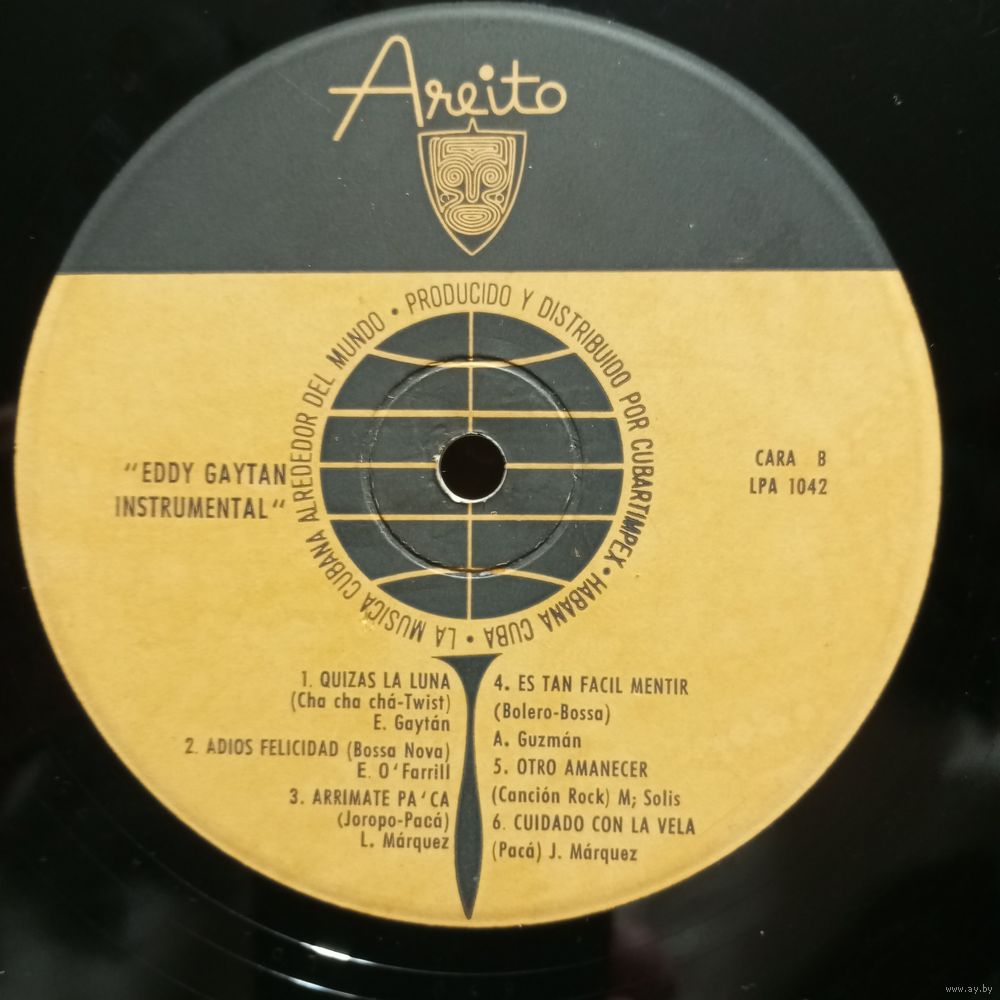 Areito
PRODUCIDO Y DISTRIBUIDO POR CUBARTIMPEX • HABANA CUBA • LA MUSICA CUBANA ALREDEDOR DEL MUNDO •
"EDDY GAYTAN
INSTRUMENTAL"
CARA B
LPA 1042
1. QUIZAS LA LUNA
(Cha cha chá-Twist)
E. Gaytán
2. ADIOS FELICIDAD (Bossa Nova)
E. O'Farrill
3. ARRIMATE PA'CA
(Joropo-Pacá)
L. Márquez
4. ES TAN FACIL MENTIR
(Bolero-Bossa)
A. Guzmán
5. OTRO AMANECER
(Canción Rock) M; Solis
6. CUIDADO CON LA VELA
(Pacá) J. Márquez
www.ay.by